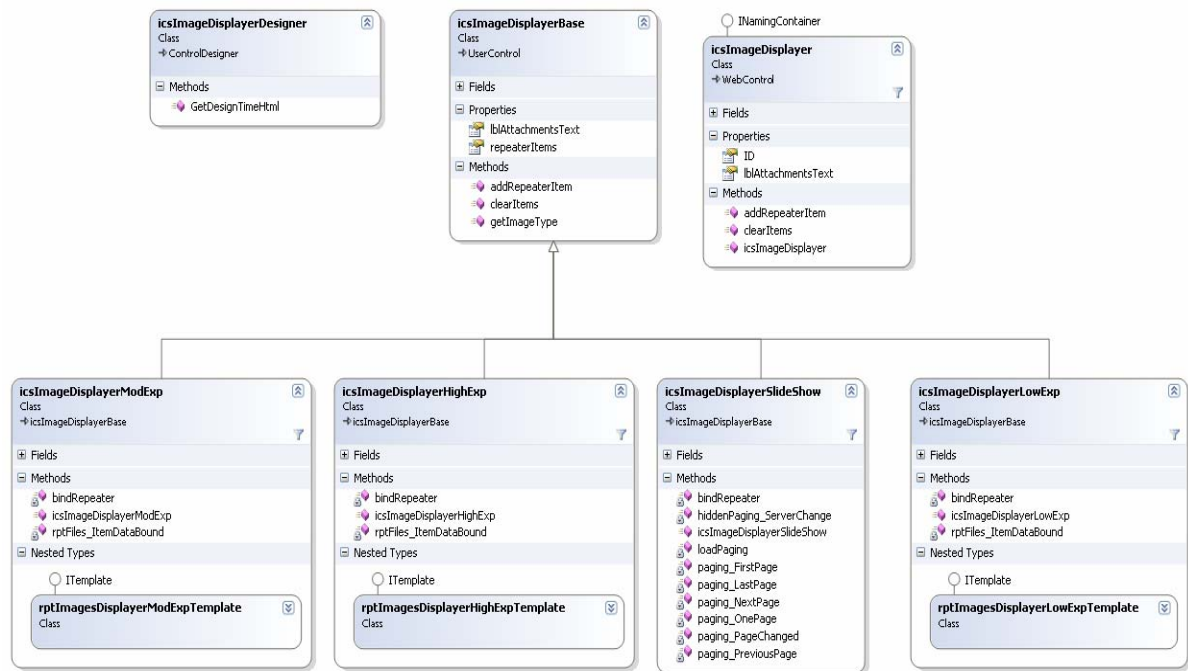 icsImageDisplayerDesigner
Class
ControlDesigner
Methods
GetDesignTimeHtml
icsImageDisplayerBase
Class
UserControl
Fields
Properties
lblAttachmentsText
repeaterItems
Methods
addRepeaterItem
clearItems
getImageType
INamingContainer
icsImageDisplayer
Class
WebControl
Fields
Properties
ID
lblAttachmentsText
Methods
addRepeaterItem
clearItems
icsImageDisplayer
icsImageDisplayerModExp
Class
icsImageDisplayerBase
Fields
Methods
bindRepeater
icsImageDisplayerModExp
rptFiles_ItemDataBound
Nested Types
ITemplate
rptImagesDisplayerModExpTemplate
Class
icsImageDisplayerHighExp
Class
icsImageDisplayerBase
Fields
Methods
bindRepeater
icsImageDisplayerHighExp
rptFiles_ItemDataBound
Nested Types
ITemplate
rptImagesDisplayerHighExpTemplate
Class
icsImageDisplayerSlideShow
Class
icsImageDisplayerBase
Fields
Methods
bindRepeater
hiddenPaging_ServerChange
icsImageDisplayerSlideShow
loadPaging
paging_FirstPage
paging_LastPage
paging_NextPage
paging_OnePage
paging_PageChanged
paging_PreviousPage
icsImageDisplayerLowExp
Class
icsImageDisplayerBase
Fields
Methods
bindRepeater
icsImageDisplayerLowExp
rptFiles_ItemDataBound
Nested Types
ITemplate
rptImagesDisplayerLowExpTemplate
Class